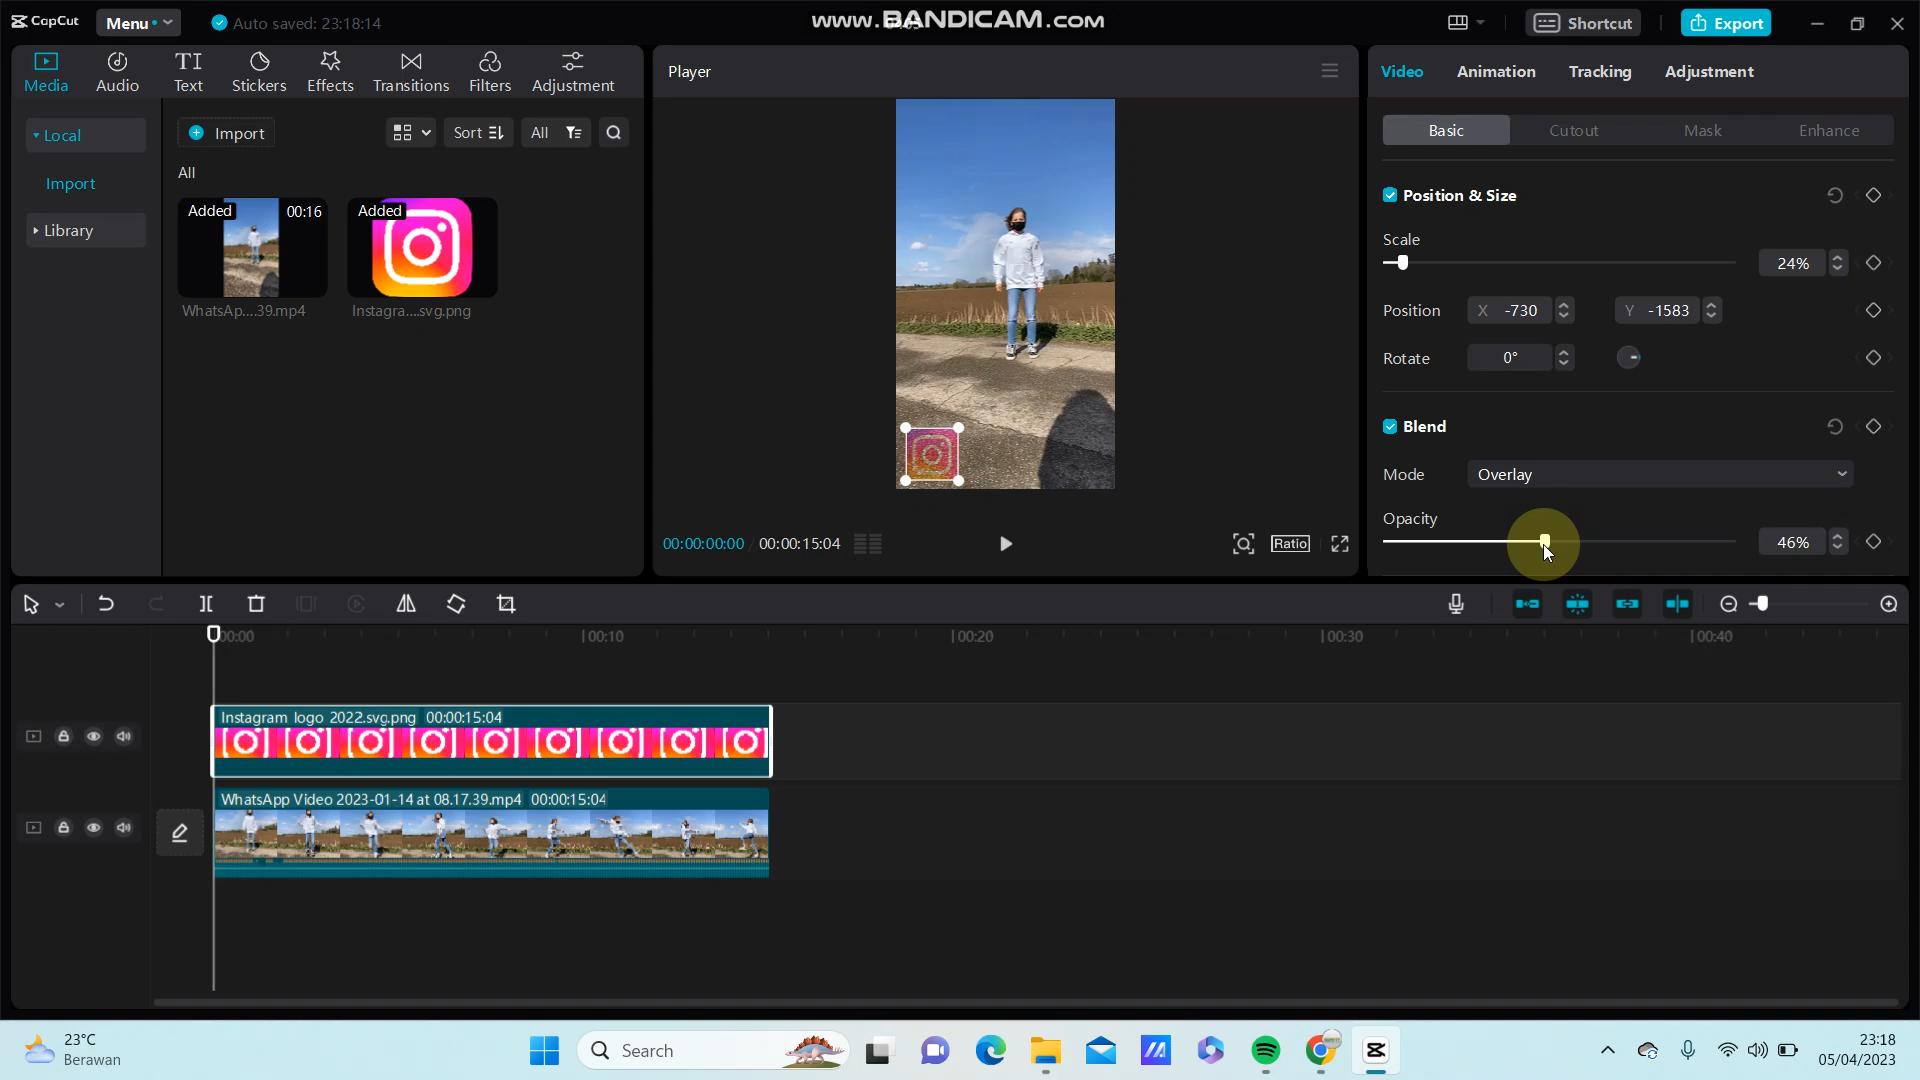 CapCut
Menu
Auto saved: 23:18:14
www.BANDICAM.COM
Shortcut
Export
Media
Audio
Text
Stickers
Effects
Transitions
Filters
Adjustment
Player
Video
Animation
Tracking
Adjustment
Local
Import
Library
Import
Sort
All
All
Added
00:16
Added
WhatsAp....39.mp4
Instagra....svg.png
Basic
Cutout
Mask
Enhance
Position & Size
Scale
24%
Position
X -730
Y -1583
Rotate
0°
Blend
Mode
Overlay
Opacity
46%
00:00:00:00
00:00:15:04
Ratio
00:00
00:10
00:20
00:30
00:40
Instagram logo 2022.svg.png 00:00:15:04
WhatsApp Video 2023-01-14 at 08.17.39.mp4 00:00:15:04
23°C
Berawan
Search
23:18
05/04/2023